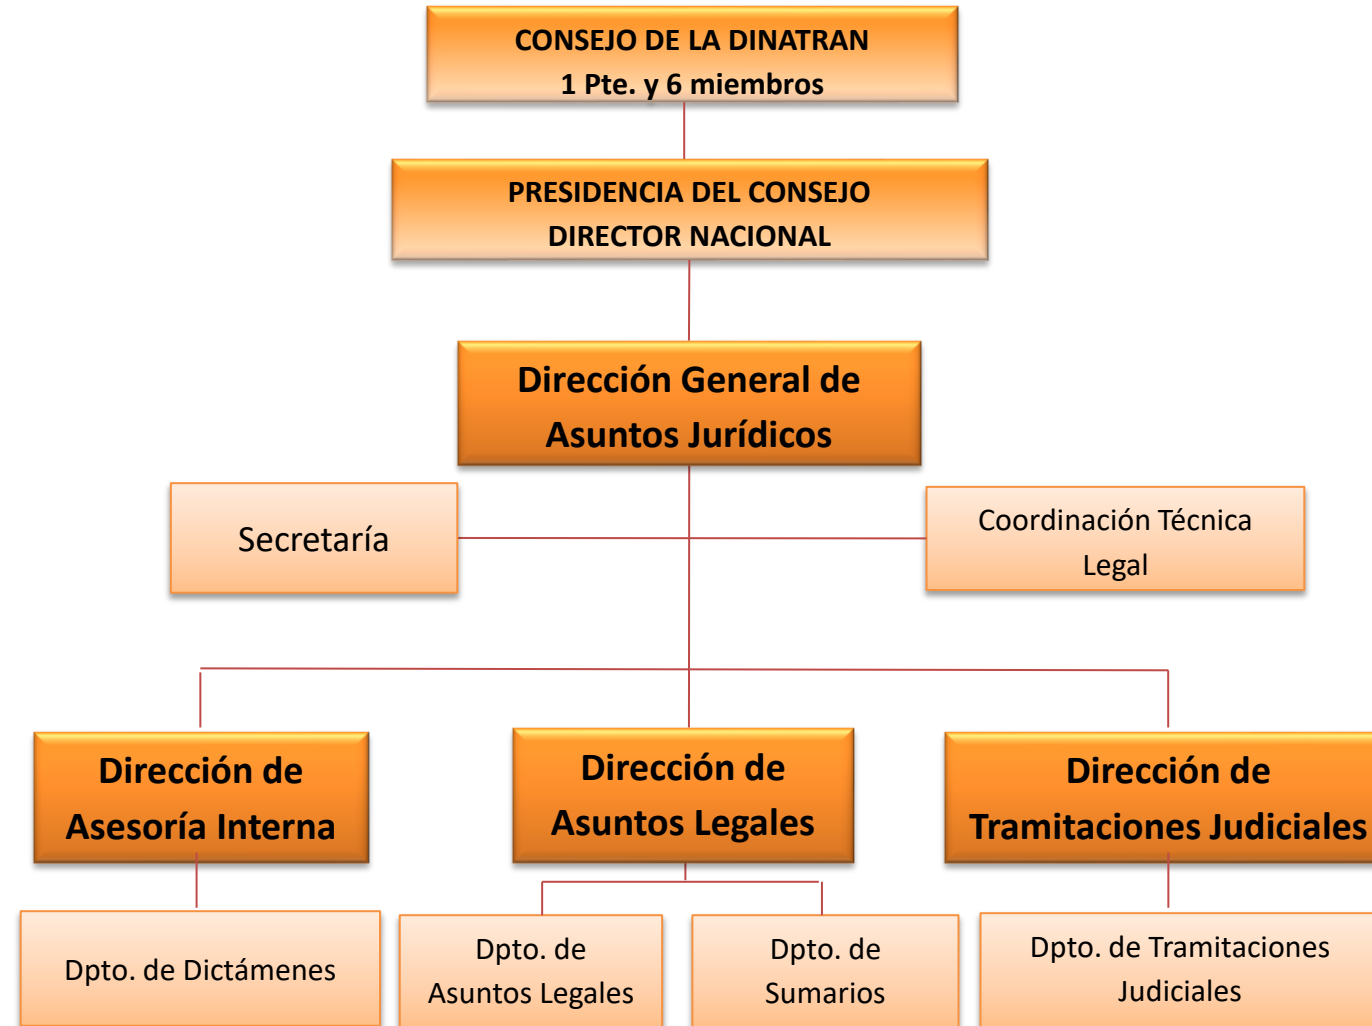 CONSEJO DE LA DINATRAN
1 Pte. y 6 miembros
PRESIDENCIA DEL CONSEJO
DIRECTOR NACIONAL
Dirección General de
Asuntos Jurídicos
Secretaría
Coordinación Técnica
Legal
Dirección de
Asesoría Interna
Dirección de
Asuntos Legales
Dirección de
Tramitaciones Judiciales
Dpto. de Dictámenes
Dpto. de
Asuntos Legales
Dpto. de
Sumarios
Dpto. de Tramitaciones
Judiciales